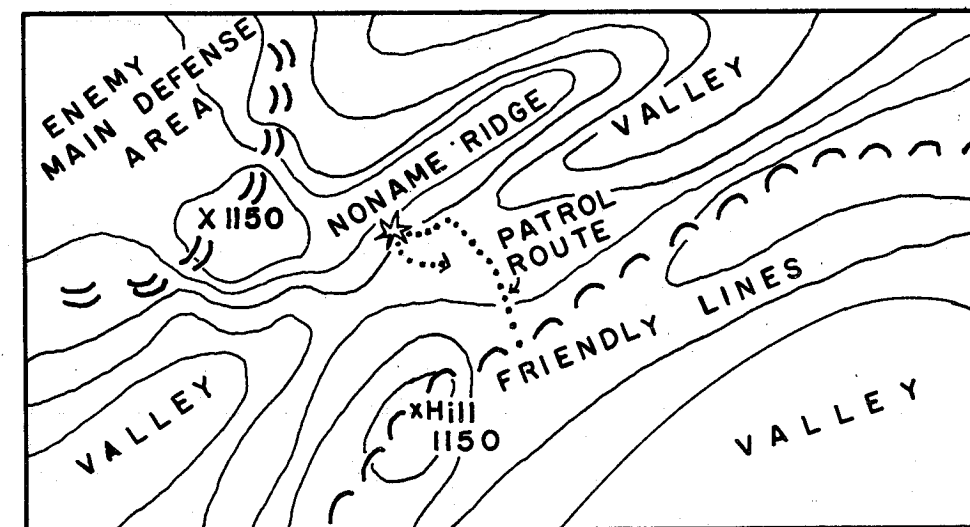 ENEMY
MAIN DEFENSE
AREA
VALLEY
NONAME RIDGE
X 1150
PATROL
ROUTE
FRIENDLY LINES
xHill
1150
VALLEY
VALLEY